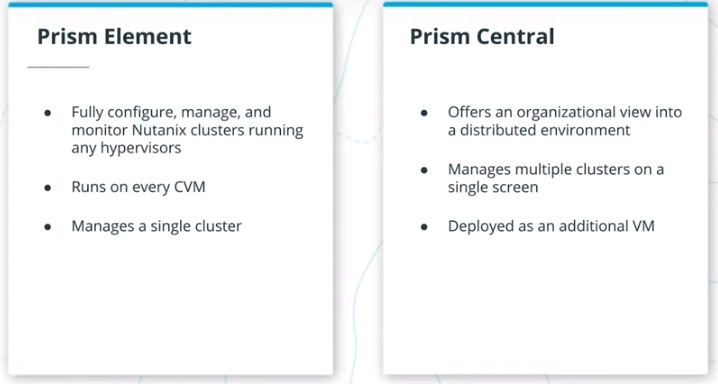 Prism Element
• Fully configure, manage, and
monitor Nutanix clusters running
any hypervisors
• Runs on every CVM
• Manages a single cluster
Prism Central
• Offers an organizational view into
a distributed environment
• Manages multiple clusters on a
single screen
• Deployed as an additional VM